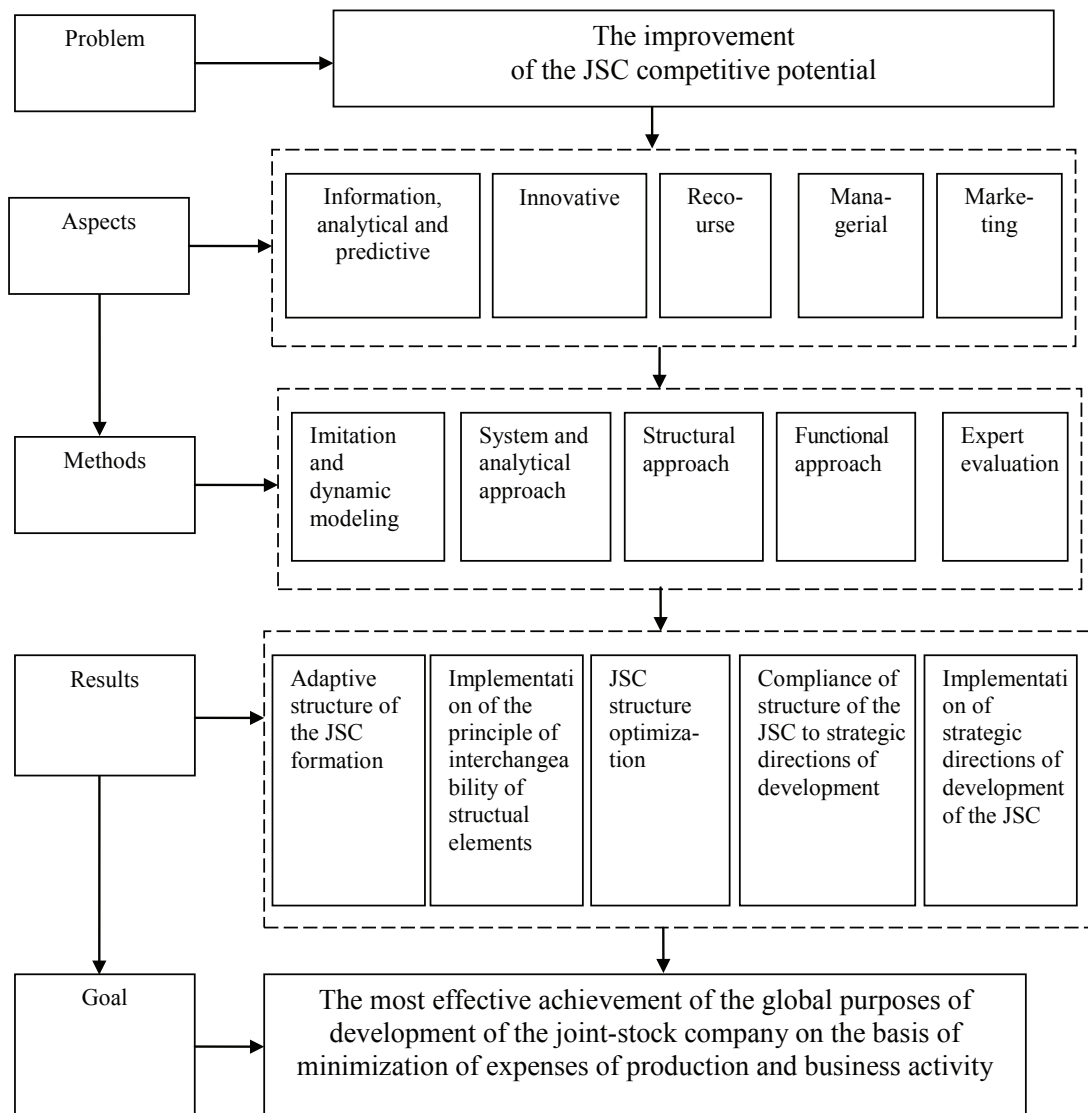 Problem
The improvement
of the JSC competitive potential
Aspects
Information,
analytical and
predictive
Innovative
Reco-
urse
Mana-
gerial
Marke-
ting
Methods
Imitation
and
dynamic
modeling
System and
analytical
approach
Structural
approach
Functional
approach
Expert
evaluation
Results
Adaptive
structure of
the JSC
formation
Implementati
on of the
principle of
interchangea
bility of
structual
elements
JSC
structure
optimiza-
tion
Compliance of
structure of the
JSC to strategic
directions of
development
Implementati
on of
strategic
directions of
development
of the JSC
Goal
The most effective achievement of the global purposes of
development of the joint-stock company on the basis of
minimization of expenses of production and business activity